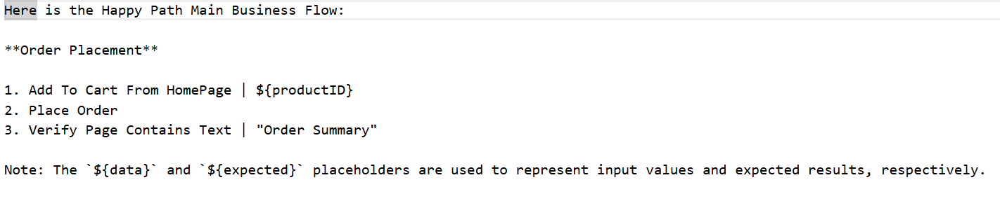 Here is the Happy Path Main Business Flow:
**Order Placement**
1. Add To Cart From HomePage | ${productID}
2. Place Order
3. Verify Page Contains Text | "Order Summary"
Note: The `${data}` and `${expected}` placeholders are used to represent input values and expected results, respectively.